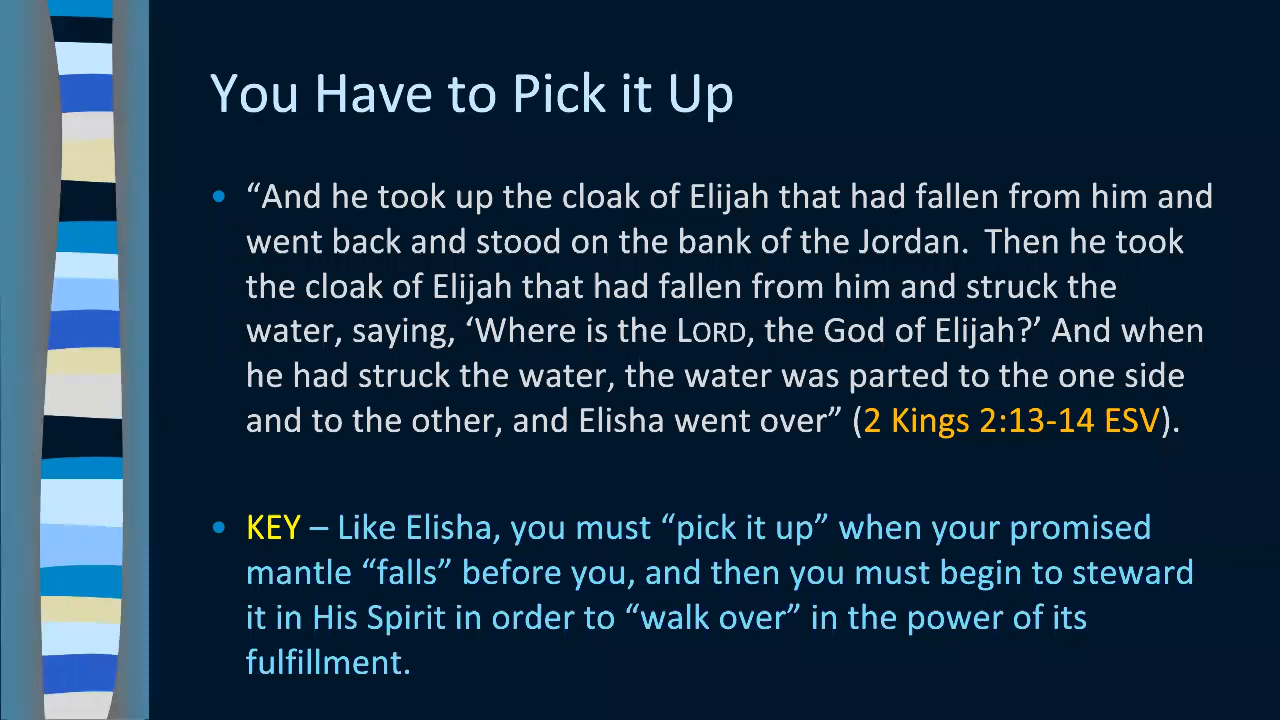 You Have to Pick it Up
• “And he took up the cloak of Elijah that had fallen from him and
went back and stood on the bank of the Jordan.  Then he took
the cloak of Elijah that had fallen from him and struck the
water, saying, ‘Where is the LORD, the God of Elijah?’ And when
he had struck the water, the water was parted to the one side
and to the other, and Elisha went over” (2 Kings 2:13-14 ESV).
• KEY – Like Elisha, you must “pick it up” when your promised
mantle “falls” before you, and then you must begin to steward
it in His Spirit in order to “walk over” in the power of its
fulfillment.